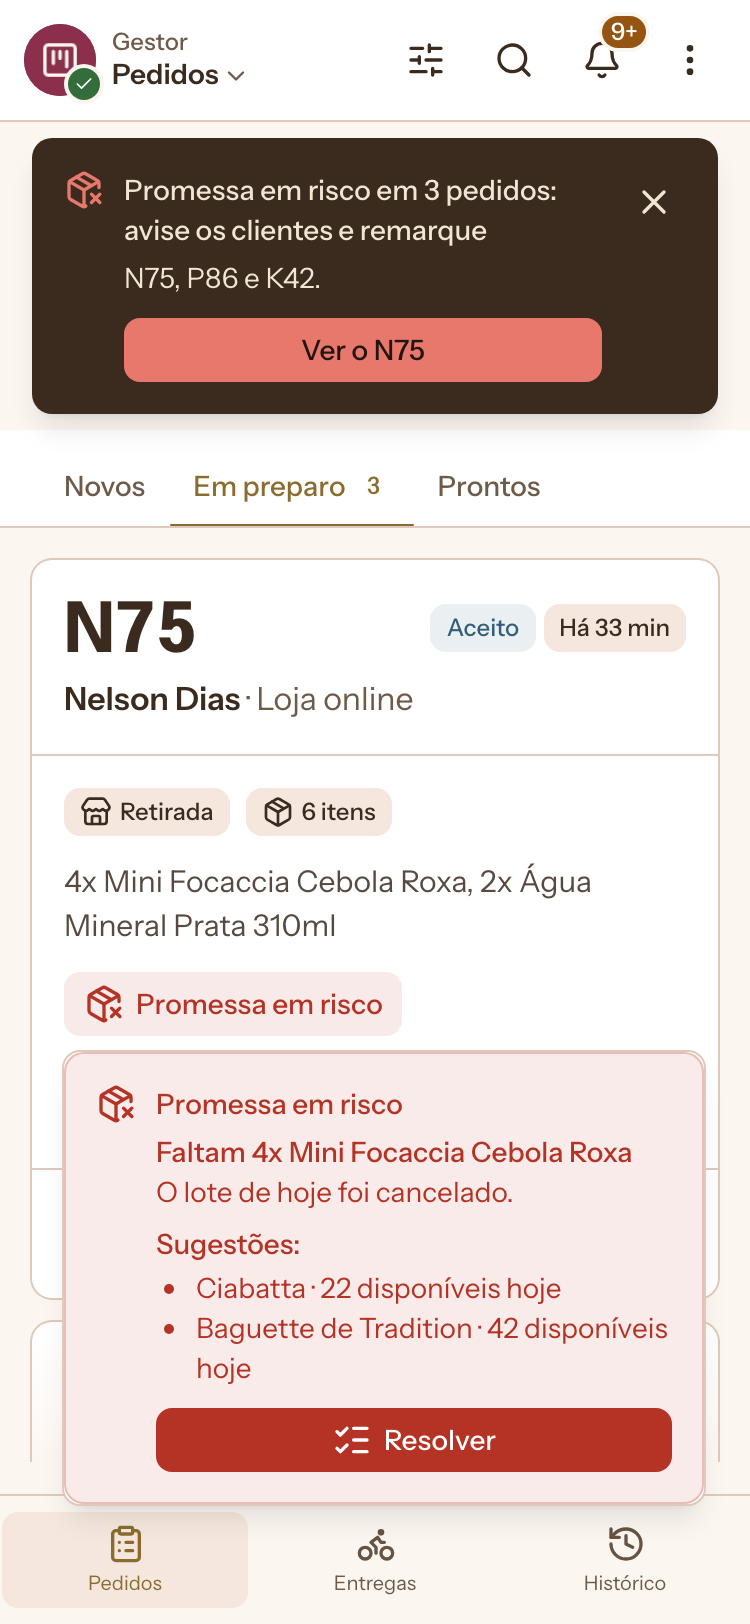 Gestor
Pedidos
9+
Promessa em risco em 3 pedidos:
avise os clientes e remarque
N75, P86 e K42.
Ver o N75
Novos
Em preparo 3
Prontos
N75
Aceito
Há 33 min
Nelson Dias · Loja online
Retirada
6 itens
4x Mini Focaccia Cebola Roxa, 2x Água
Mineral Prata 310ml
Promessa em risco
Promessa em risco
Faltam 4x Mini Focaccia Cebola Roxa
O lote de hoje foi cancelado.
Sugestões:
• Ciabatta · 22 disponíveis hoje
• Baguette de Tradition · 42 disponíveis
hoje
Resolver
Pedidos
Entregas
Histórico